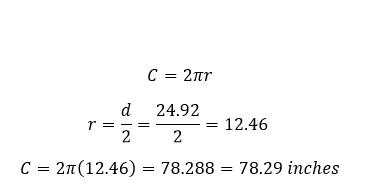 C = 2πr
r = d/2 = 24.92/2 = 12.46
C = 2π(12.46) = 78.288 = 78.29 inches